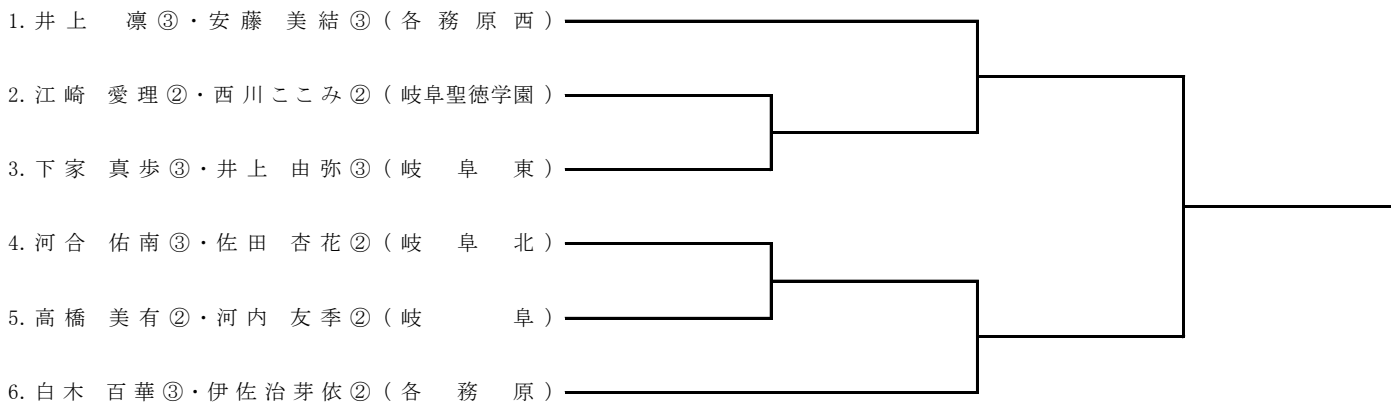 1. 井上 凛③・安藤 美結③（各務原西）
2. 江崎 愛理②・西川ここみ②（岐阜聖徳学園）
3. 下家 真歩③・井上 由弥③（岐阜東）
4. 河合 佑南③・佐田 杏花②（岐阜北）
5. 高橋 美有②・河内 友季②（岐阜）
6. 白木 百華③・伊佐治芽依②（各務原）